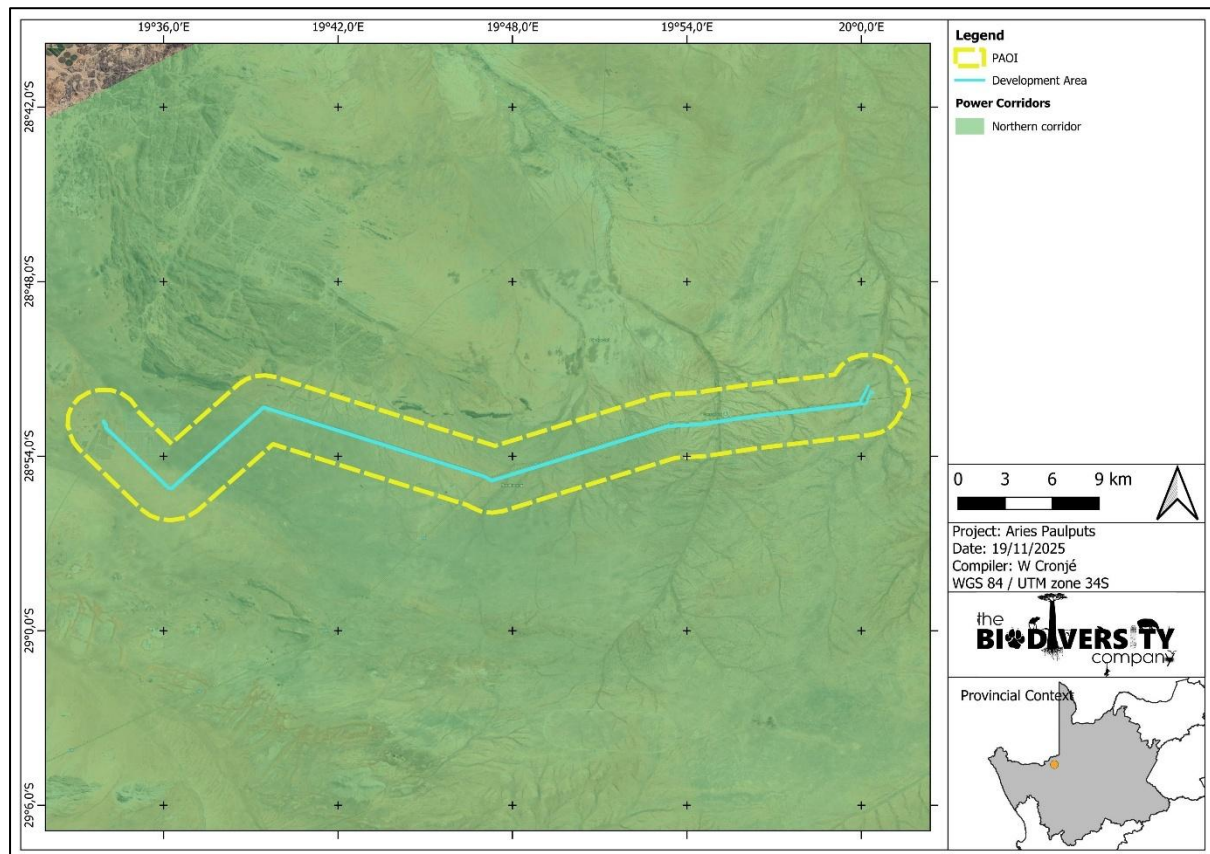 19°36,0'E 19°42,0'E 19°48,0'E 19°54,0'E 20°0,0'E
28°42,0'S
28°48,0'S
28°54,0'S
29°0,0'S
29°6,0'S
Legend
PAOI
Development Area
Power Corridors
Northern corridor
0 3 6 9 km
Project: Aries Paulputs
Date: 19/11/2025
Compiler: W Cronjé
WGS 84 / UTM zone 34S
the
BIODIVERSITY
company
Provincial Context